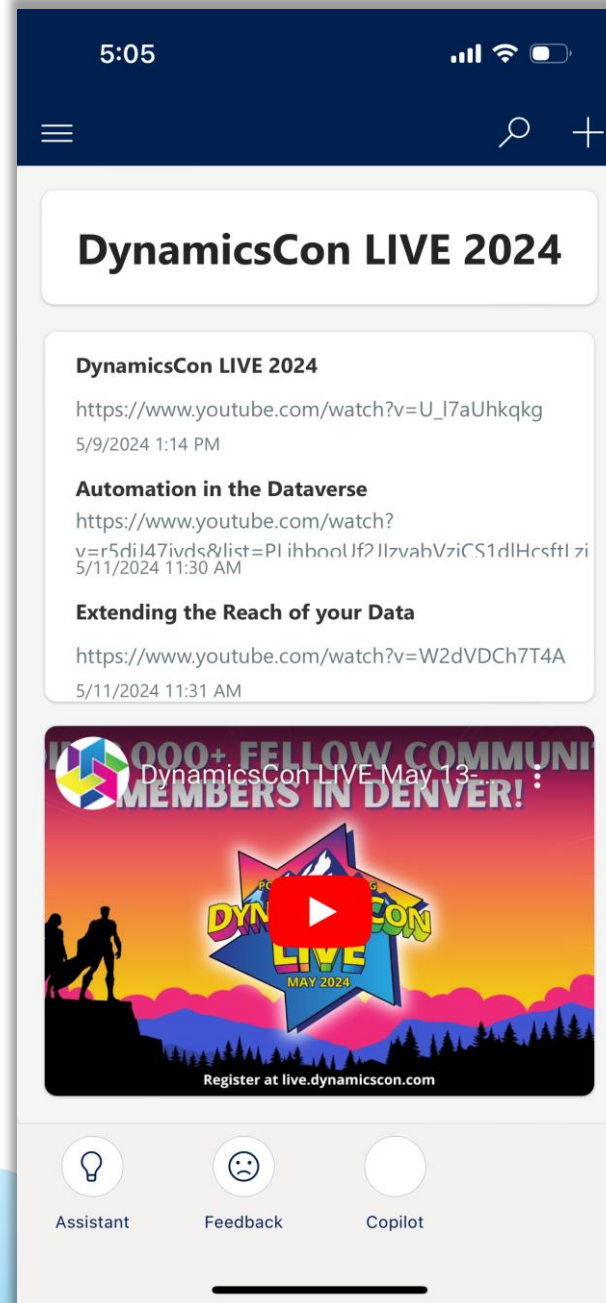 5:05
DynamicsCon LIVE 2024
DynamicsCon LIVE 2024
https://www.youtube.com/watch?v=U_l7aUhkqkg
5/9/2024 1:14 PM
Automation in the Dataverse
https://www.youtube.com/watch?
5/11/2024 11:30 AM
Extending the Reach of your Data
https://www.youtube.com/watch?v=W2dVDCh7T4A
5/11/2024 11:31 AM
000+ FELLOW COMMUNI
DynamicsCon LIVE May 13-...
MEMBERS IN DENVER!
LIVE
MAY 2024
Register at live.dynamicscon.com
Assistant Feedback Copilot